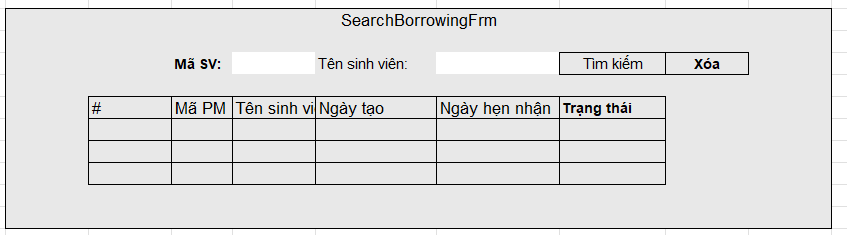 SearchBorrowingFrm
Mã SV: Tên sinh viên: Tìm kiếm Xóa
# Mã PM Tên sinh vi Ngày tạo Ngày hẹn nhận Trạng thái